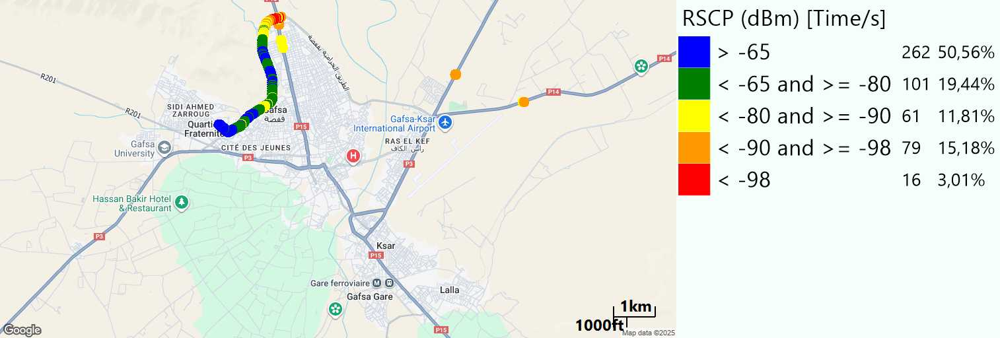 RSCP (dBm) [Time/s]
> -65 262 50,56%
< -65 and >= -80 101 19,44%
< -80 and >= -90 61 11,81%
< -90 and >= -98 79 15,18%
< -98 16 3,01%
R201
R201
P14
P14
SIDI AHMED
ZARROUG
Gafsa
قفصة
Gafsa-Ksar
International Airport
Quarti
Fraternité
P15
Gafsa
University
CITÉ DES JEUNES
RAS EL KEF
رأس الكاف
H
P3
P3
Hassan Bakir Hotel
& Restaurant
P3
Ksar
P15
Gare ferroviaire
M
Lalla
Gafsa Gare
P15
1km
1000ft
Google
Map data ©2025